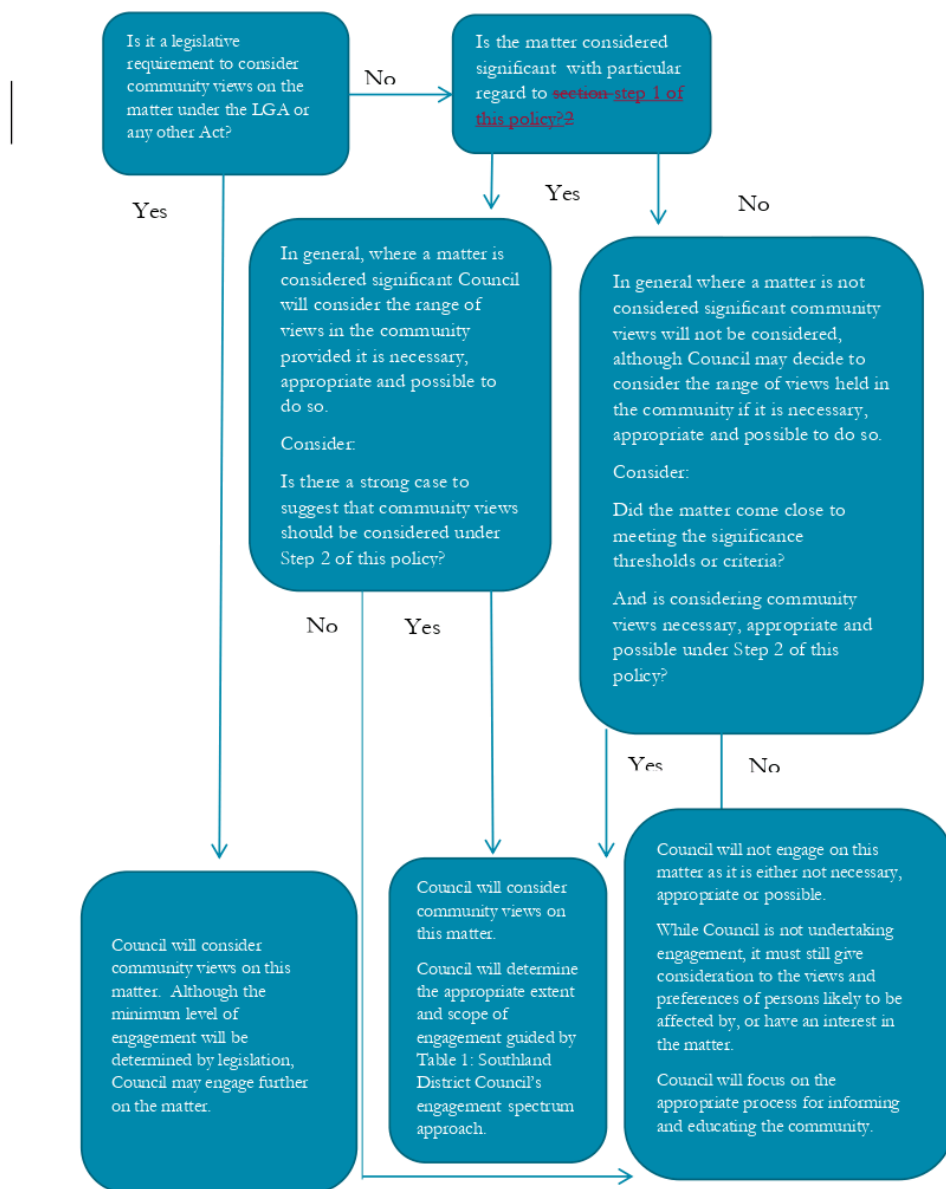 Is it a legislative
requirement to consider
community views on the
matter under the LGA or
any other Act?
No
Is the matter considered
significant with particular
regard to section step 1 of
this policy?2
Yes
Yes
No
In general, where a matter is
considered significant Council
will consider the range of
views in the community
provided it is necessary,
appropriate and possible to
do so.
Consider:
Is there a strong case to
suggest that community views
should be considered under
Step 2 of this policy?
In general where a matter is not
considered significant community
views will not be considered,
although Council may decide to
consider the range of views held in
the community if it is necessary,
appropriate and possible to do so.
Consider:
Did the matter come close to
meeting the significance
thresholds or criteria?
And is considering community
views necessary, appropriate and
possible under Step 2 of this
policy?
No
Yes
Yes
No
Council will consider
community views on this
matter. Although the
minimum level of
engagement will be
determined by legislation,
Council may engage further
on the matter.
Council will consider
community views on
this matter.
Council will determine
the appropriate extent
and scope of
engagement guided by
Table 1: Southland
District Council's
engagement spectrum
approach.
Council will not engage on this
matter as it is either not necessary,
appropriate or possible.
While Council is not undertaking
engagement, it must still give
consideration to the views and
preferences of persons likely to be
affected by, or have an interest in
the matter.
Council will focus on the
appropriate process for informing
and educating the community.